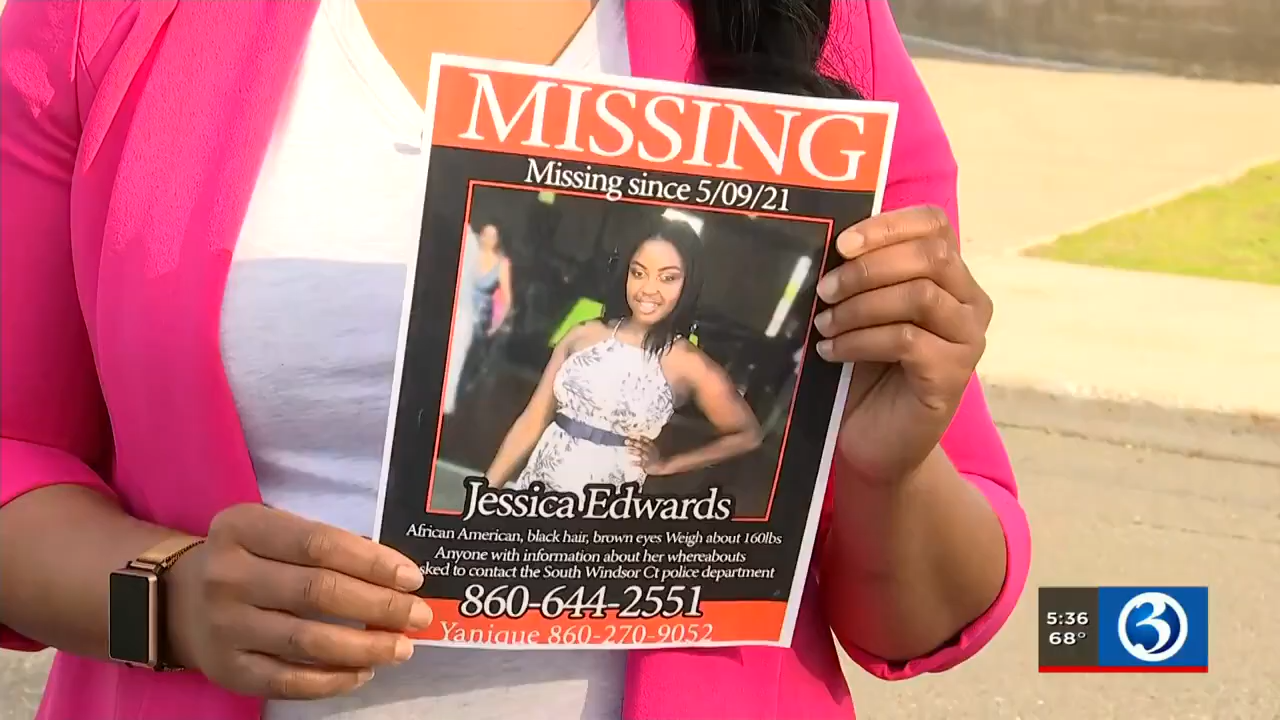 MISSING
Missing since 5/09/21
Jessica Edwards
African American, black hair, brown eyes Weigh about 160lbs
Anyone with information about her whereabouts
sked to contact the South Windsor Ct police department
860-644-2551
Yanique 860-270-9052
5:36
68°
3